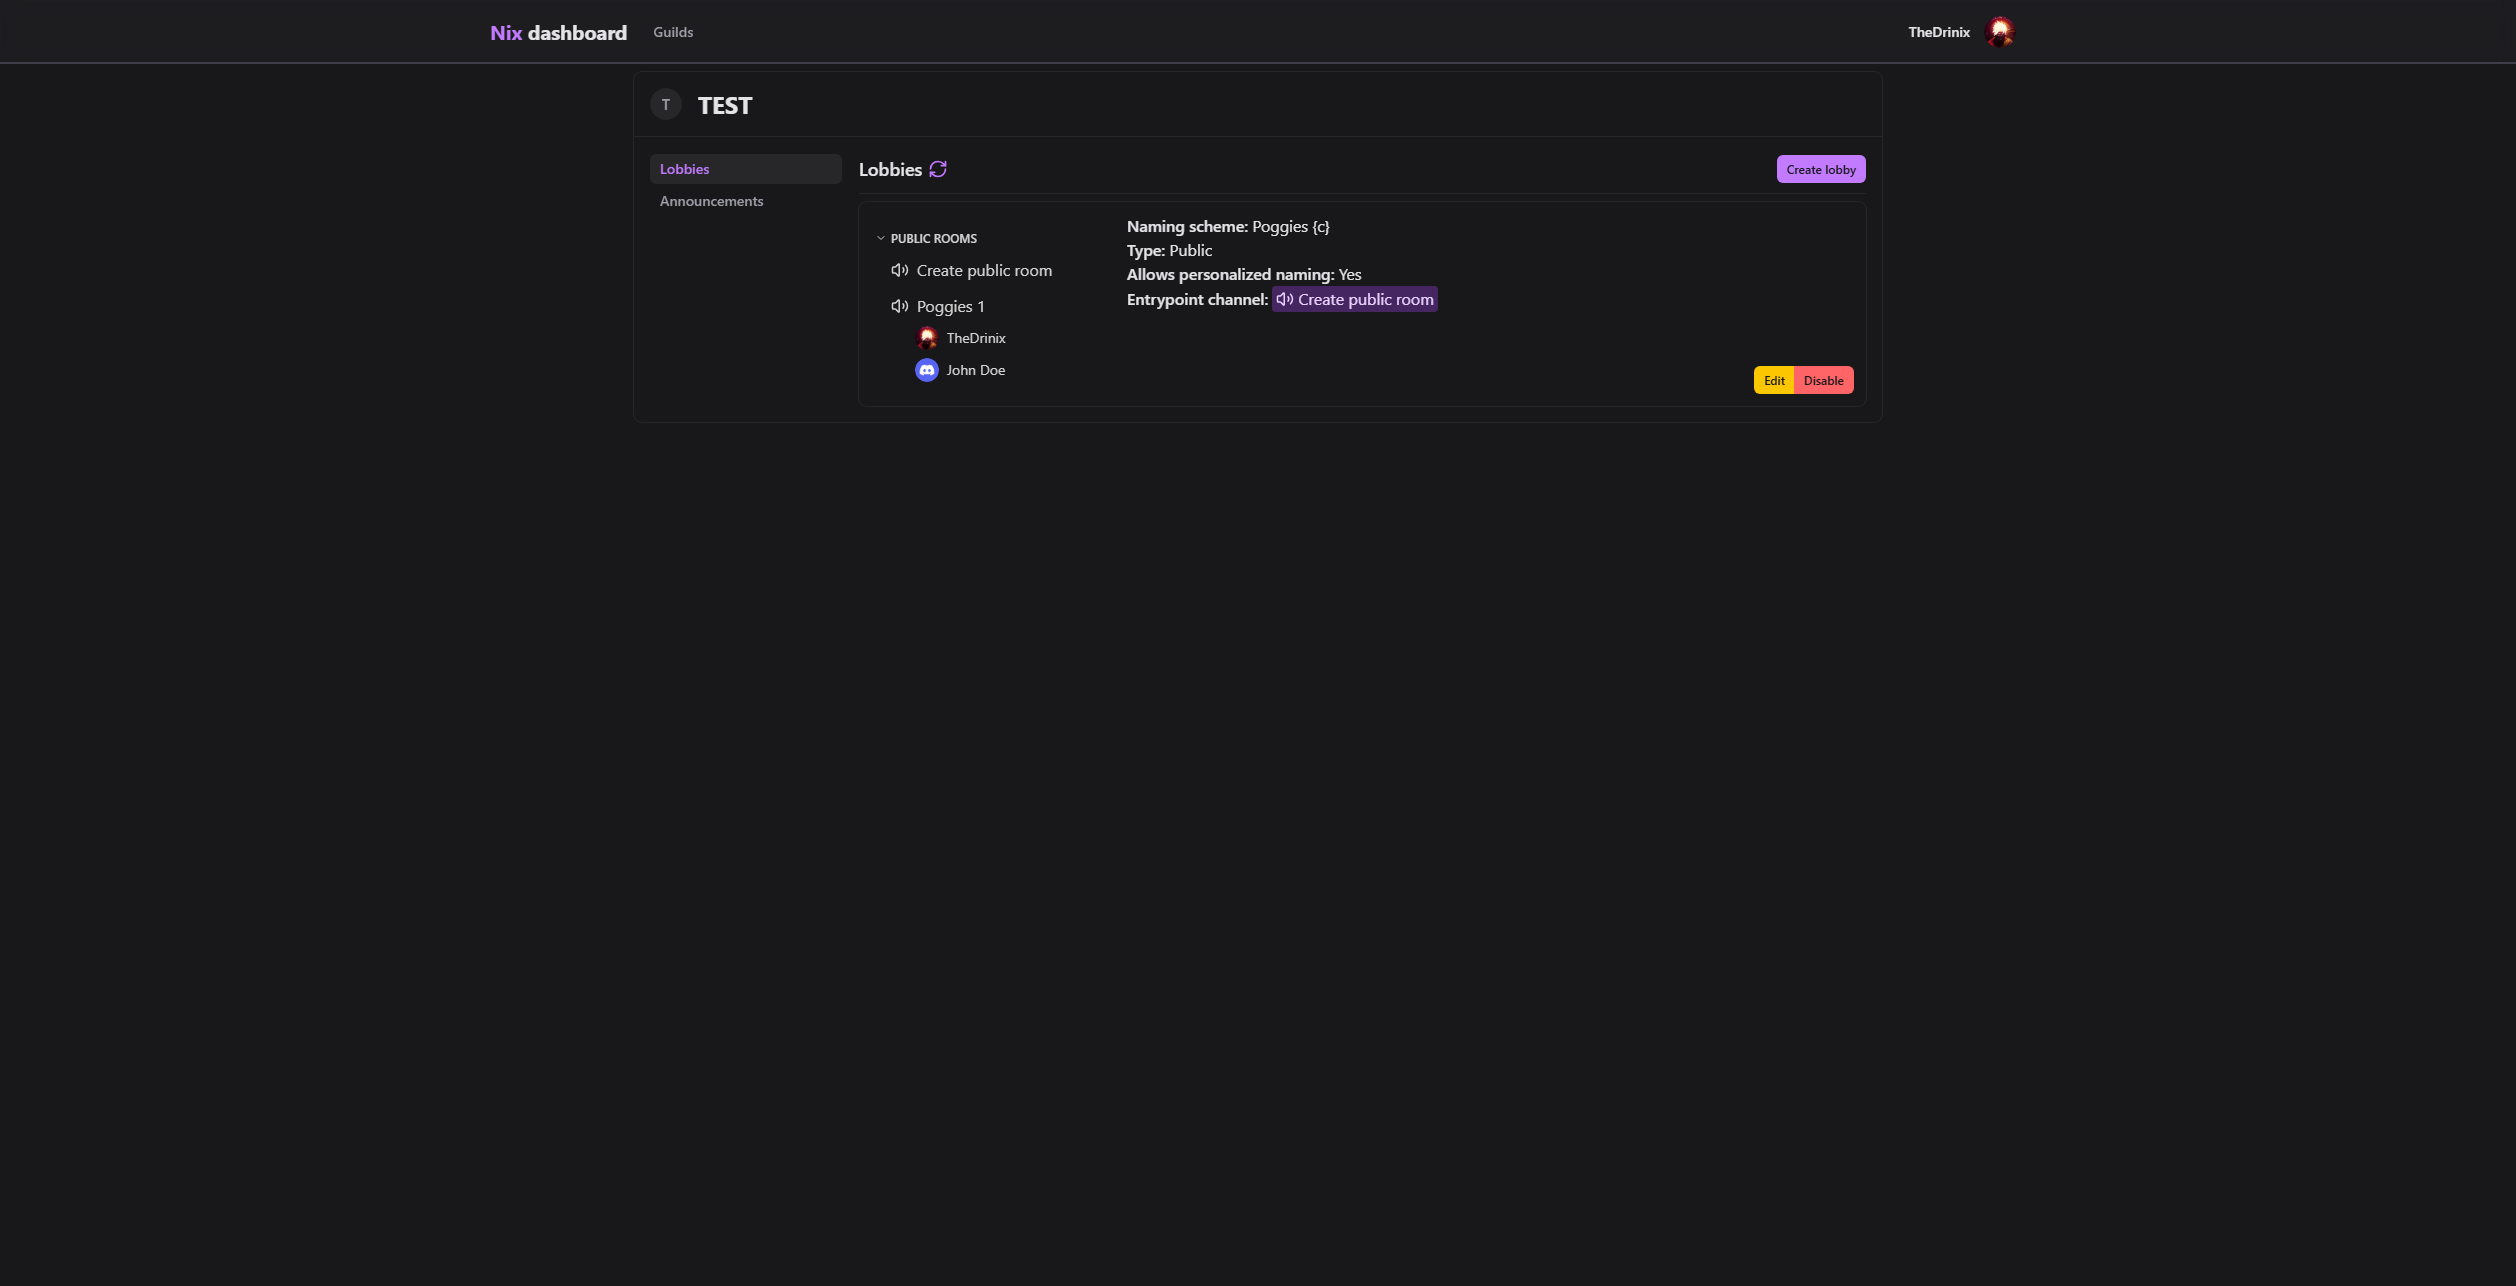 Nix dashboard
Guilds
TheDrinix
T
TEST
Lobbies
Announcements
Lobbies
Create lobby
PUBLIC ROOMS
Create public room
Poggies 1
TheDrinix
John Doe
Naming scheme: Poggies {c}
Type: Public
Allows personalized naming: Yes
Entrypoint channel: Create public room
Edit
Disable